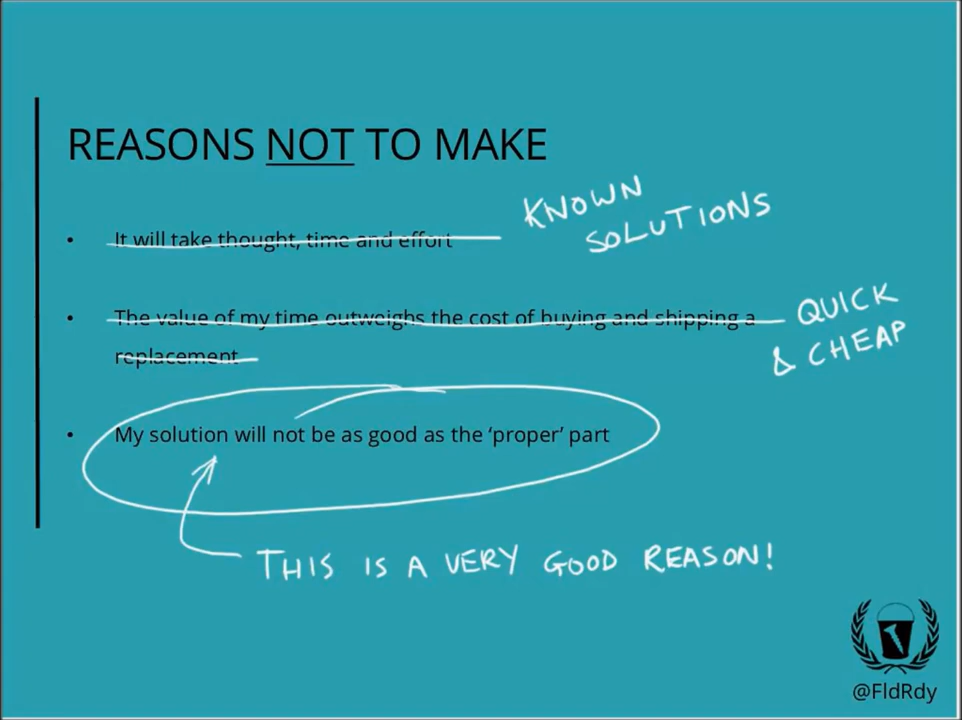 REASONS NOT TO MAKE
KNOWN
SOLUTIONS
• It will take thought, time and effort
• The value of my time outweighs the cost of buying and shipping a
replacement
QUICK
& CHEAP
• My solution will not be as good as the ‘proper’ part
THIS IS A VERY GOOD REASON!
@FldRdy